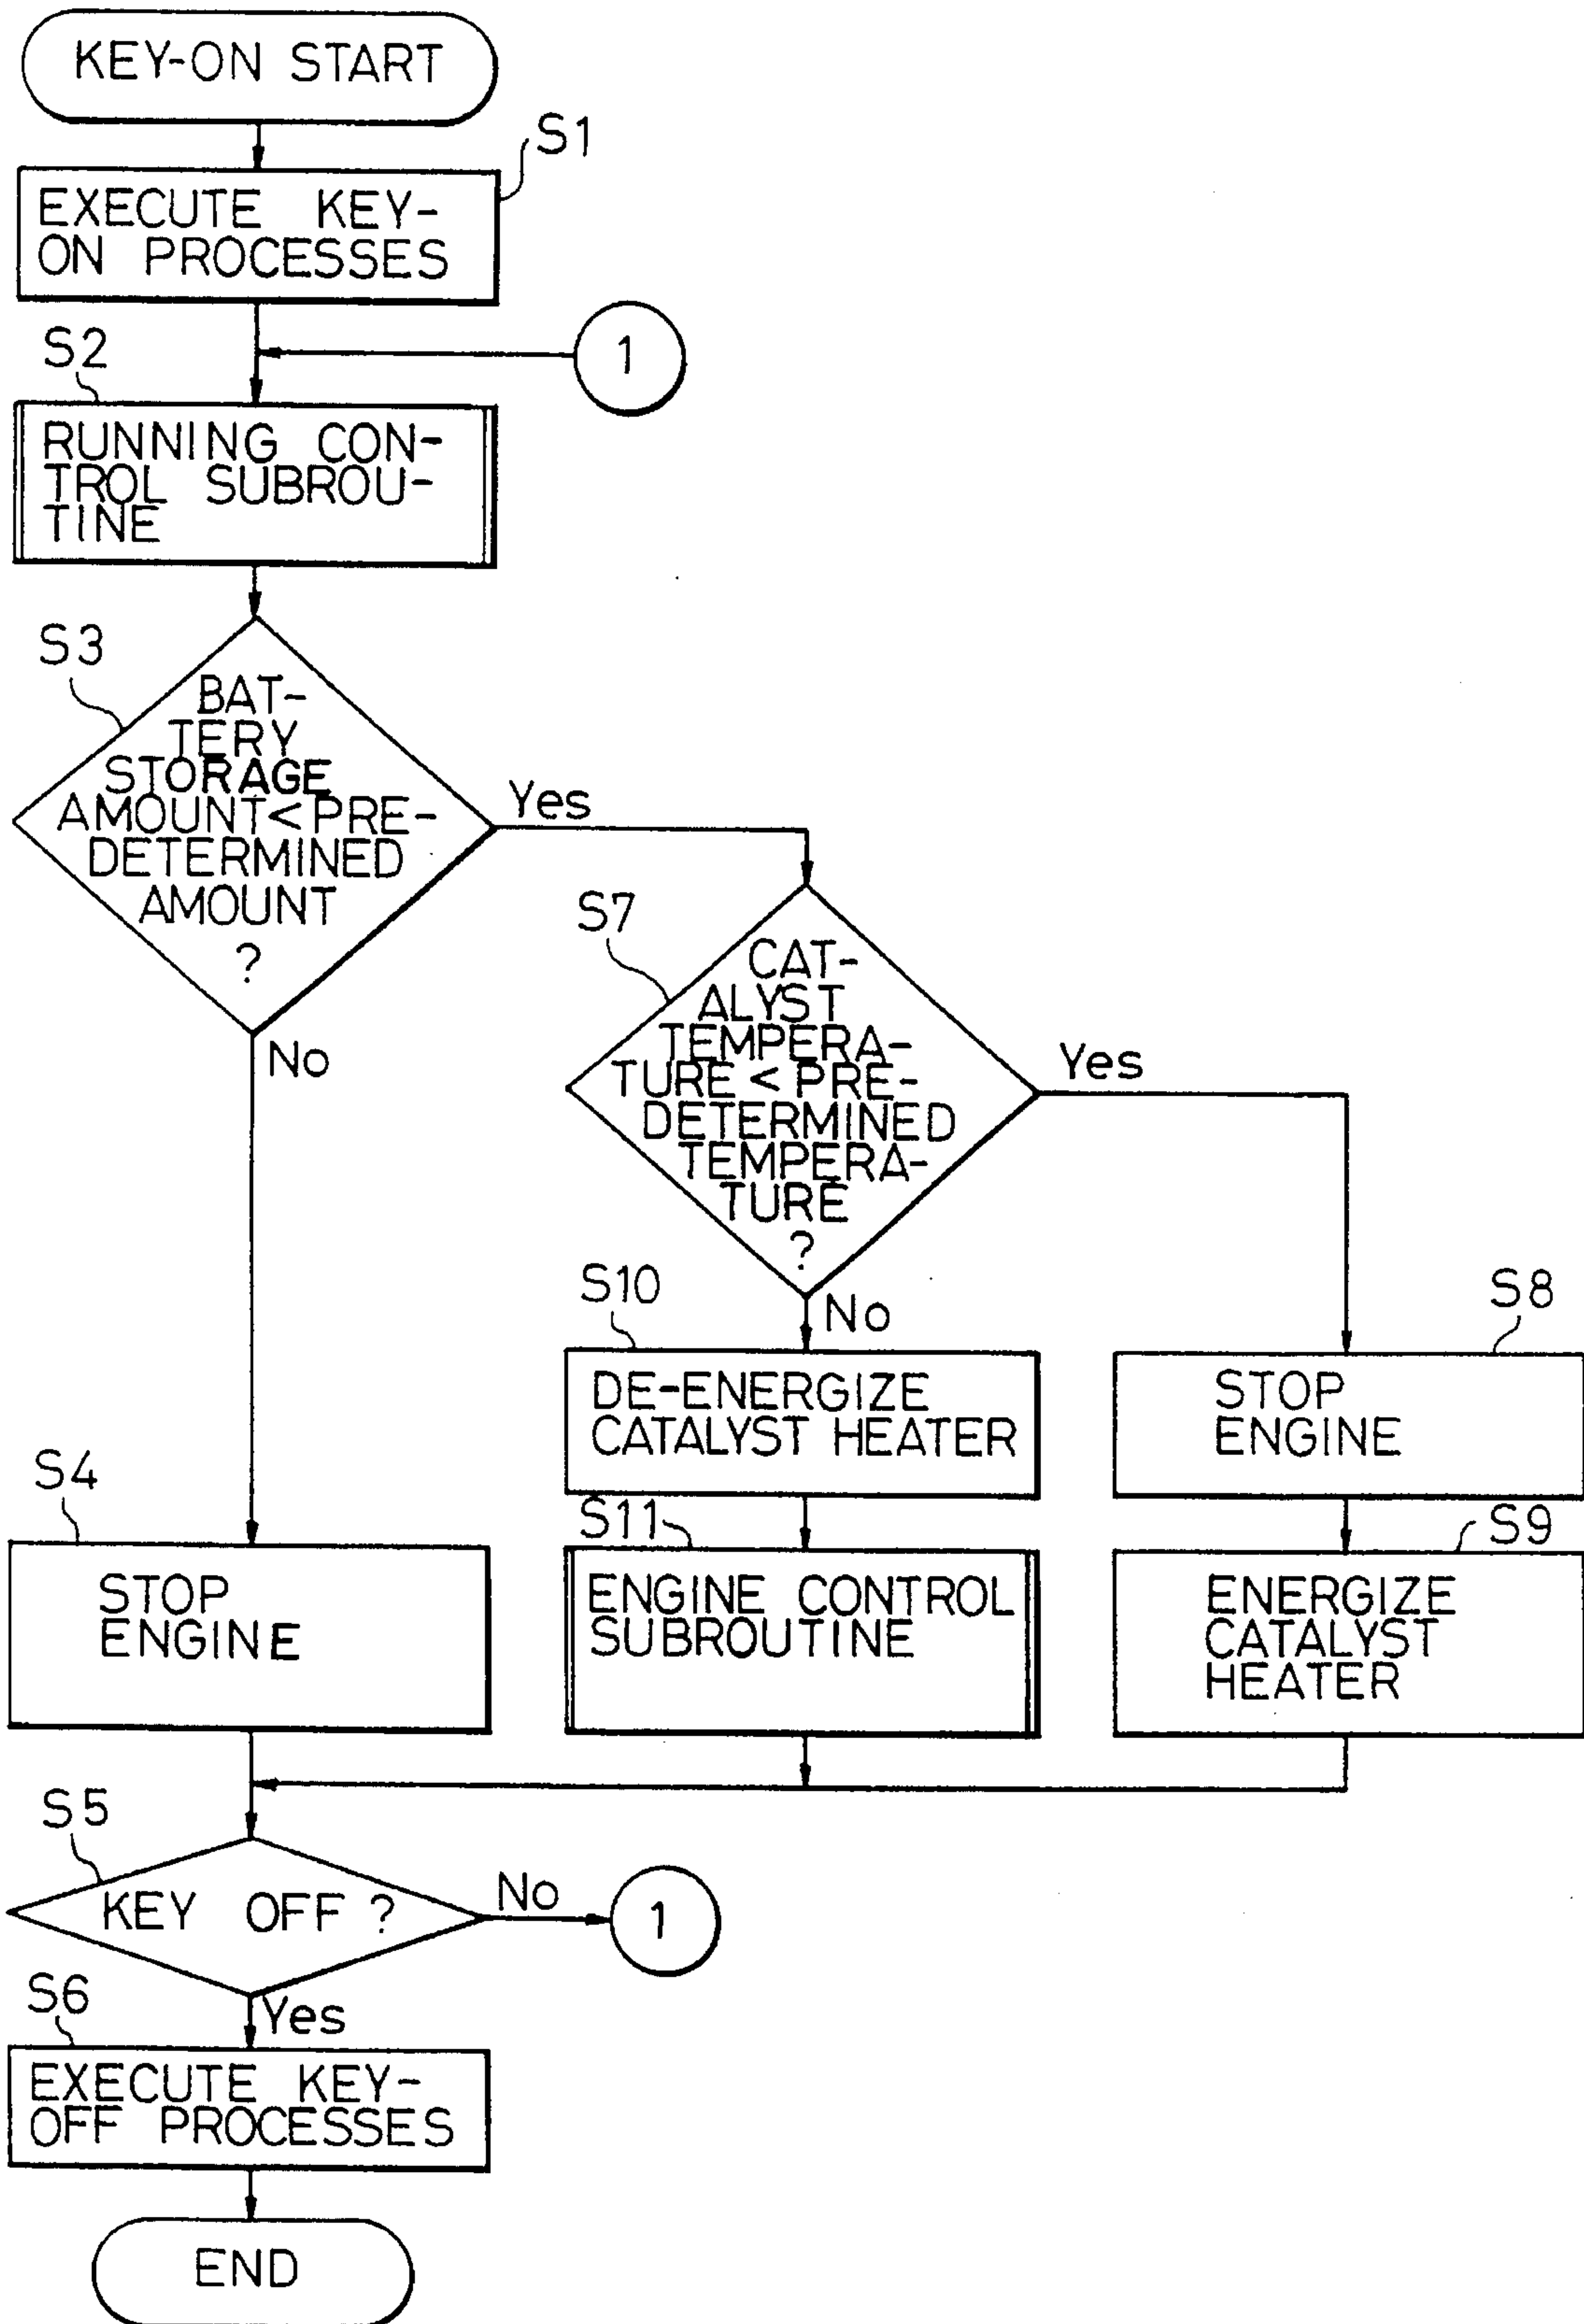 KEY-ON START
S1
EXECUTE KEY-
ON PROCESSES
1
S2
RUNNING CON-
TROL SUBROU-
TINE
S3
BAT-
TERY
STORAGE
AMOUNT < PRE-
DETERMINED
AMOUNT
?
Yes
No
S7
CAT-
ALYST
TEMPERA-
TURE < PRE-
DETERMINED
TEMPERA-
TURE
?
Yes
No
S10
DE-ENERGIZE
CATALYST HEATER
S8
STOP
ENGINE
S4
STOP
ENGINE
S11
ENGINE CONTROL
SUBROUTINE
S9
ENERGIZE
CATALYST
HEATER
S5
KEY OFF ?
No
1
Yes
S6
EXECUTE KEY-
OFF PROCESSES
END